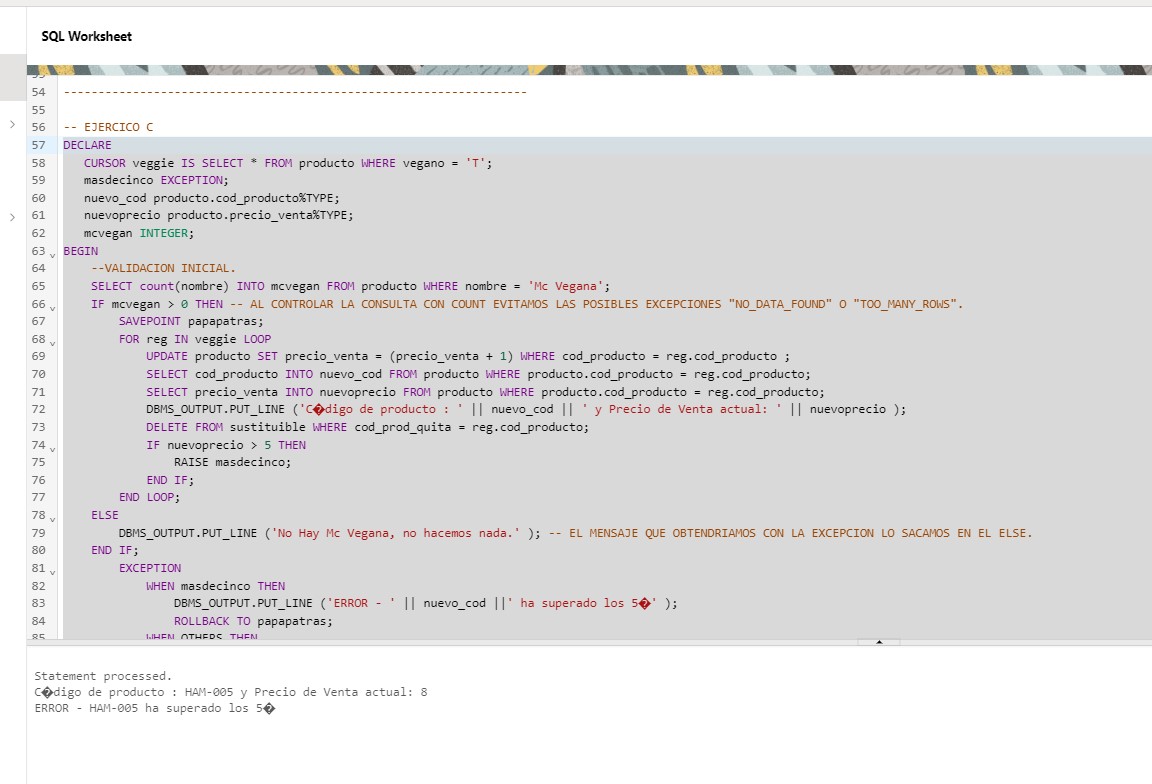 SQL Worksheet
54 -------------------------------------------------------------------
55
56 -- EJERCICO C
57 DECLARE
58 CURSOR veggie IS SELECT * FROM producto WHERE vegano = 'T';
59 masdecinco EXCEPTION;
60 nuevo_cod producto.cod_producto%TYPE;
61 nuevoprecio producto.precio_venta%TYPE;
62 mcvegan INTEGER;
63 BEGIN
64 --VALIDACION INICIAL.
65 SELECT count(nombre) INTO mcvegan FROM producto WHERE nombre = 'Mc Vegana';
66 IF mcvegan > 0 THEN -- AL CONTROLAR LA CONSULTA CON COUNT EVITAMOS LAS POSIBLES EXCEPCIONES "NO_DATA_FOUND" O "TOO_MANY_ROWS".
67 SAVEPOINT papapatras;
68 FOR reg IN veggie LOOP
69 UPDATE producto SET precio_venta = (precio_venta + 1) WHERE cod_producto = reg.cod_producto ;
70 SELECT cod_producto INTO nuevo_cod FROM producto WHERE producto.cod_producto = reg.cod_producto;
71 SELECT precio_venta INTO nuevoprecio FROM producto WHERE producto.cod_producto = reg.cod_producto;
72 DBMS_OUTPUT.PUT_LINE ('C�digo de producto : ' || nuevo_cod || ' y Precio de Venta actual: ' || nuevoprecio );
73 DELETE FROM sustituible WHERE cod_prod_quita = reg.cod_producto;
74 IF nuevoprecio > 5 THEN
75 RAISE masdecinco;
76 END IF;
77 END LOOP;
78 ELSE
79 DBMS_OUTPUT.PUT_LINE ('No Hay Mc Vegana, no hacemos nada.' ); -- EL MENSAJE QUE OBTENDRIAMOS CON LA EXCEPCION LO SACAMOS EN EL ELSE.
80 END IF;
81 EXCEPTION
82 WHEN masdecinco THEN
83 DBMS_OUTPUT.PUT_LINE ('ERROR - ' || nuevo_cod ||' ha superado los 5�' );
84 ROLLBACK TO papapatras;
85 WHEN OTHERS THEN
Statement processed.
C�digo de producto : HAM-005 y Precio de Venta actual: 8
ERROR - HAM-005 ha superado los 5�